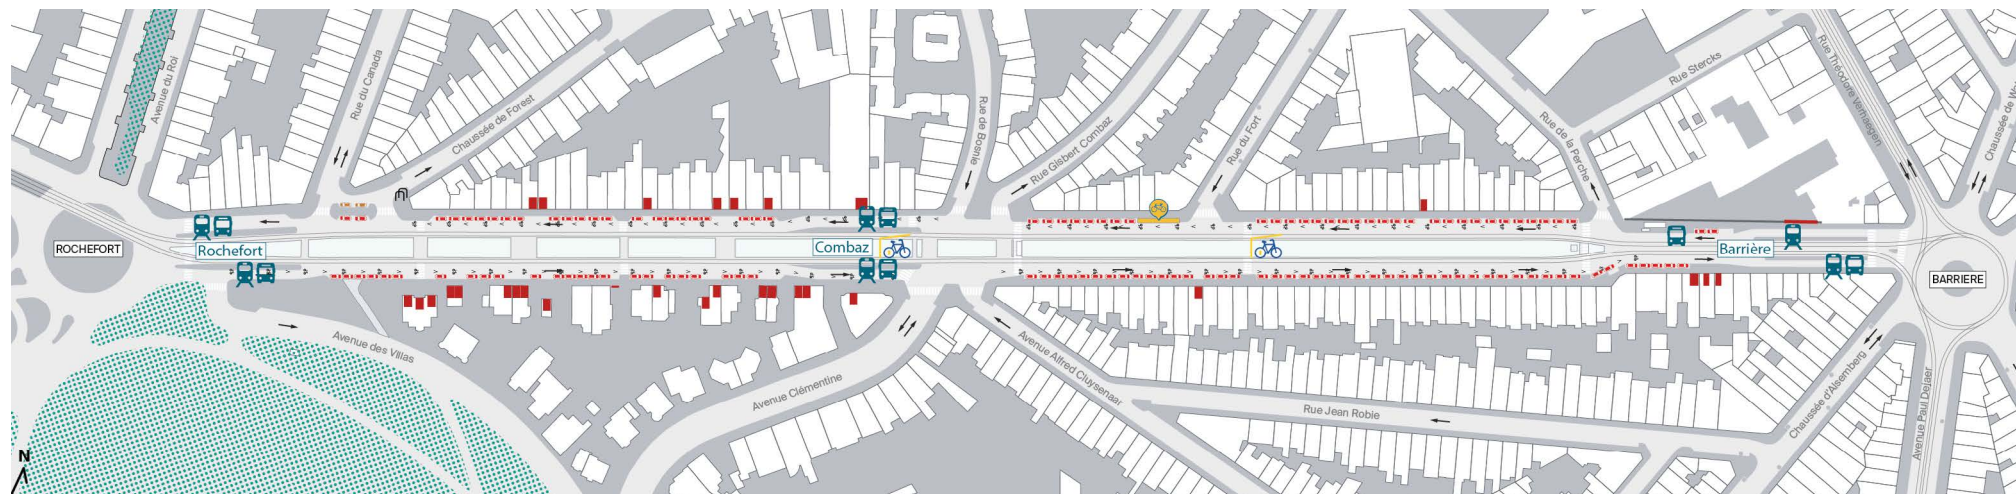 Avenue du Roi
Rue du Canada
Chaussée de Forest
Rue de Bosnie
Rue Gisbert Combaz
Rue du Fort
Rue de la Perche
Rue Stercks
Rue Théodore Verhaegen
ROCHEFORT
Rochefort
Combaz
Barrière
BARRIERE
Avenue des Villas
Avenue Clémentine
Avenue Alfred Cluysenaar
Rue Jean Robie
Chaussée d'Alsemberg
Avenue Paul Dejaer
N